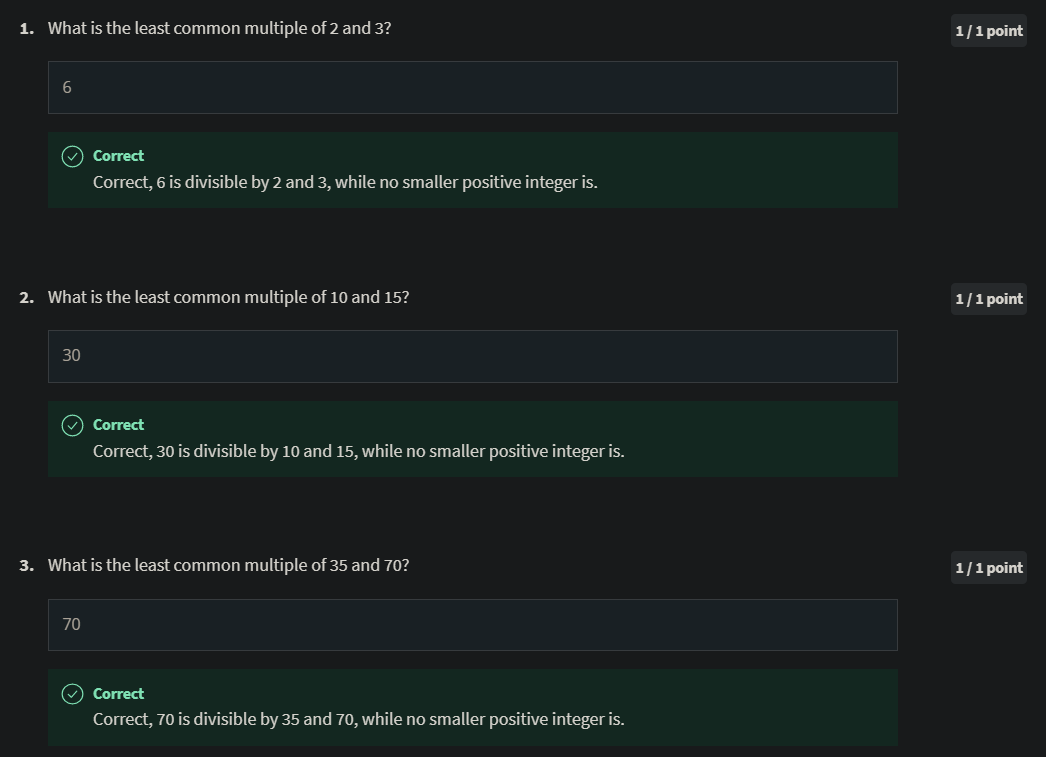 1. What is the least common multiple of 2 and 3? 1 / 1 point
6
Correct
Correct, 6 is divisible by 2 and 3, while no smaller positive integer is.
2. What is the least common multiple of 10 and 15? 1 / 1 point
30
Correct
Correct, 30 is divisible by 10 and 15, while no smaller positive integer is.
3. What is the least common multiple of 35 and 70? 1 / 1 point
70
Correct
Correct, 70 is divisible by 35 and 70, while no smaller positive integer is.